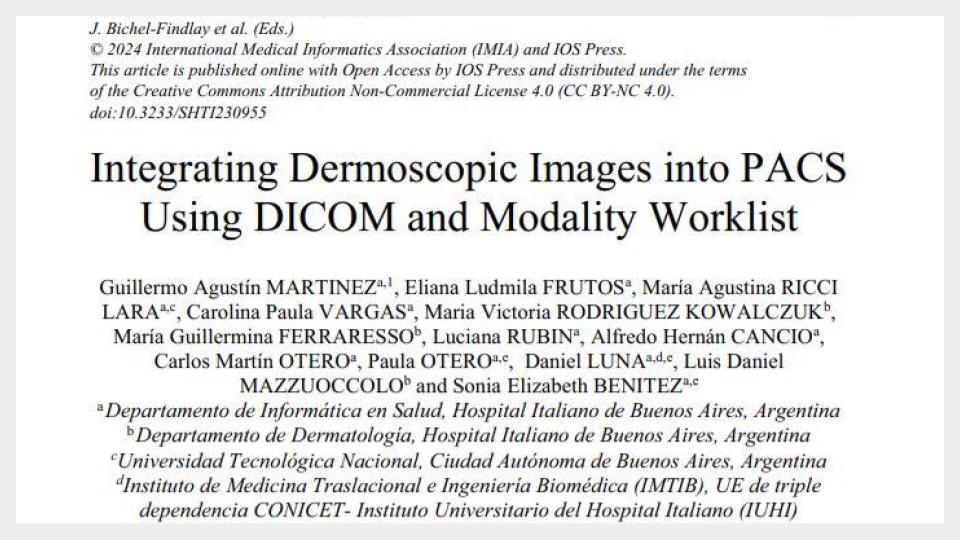 J. Bichel-Findlay et al. (Eds.)
© 2024 International Medical Informatics Association (IMIA) and IOS Press.
This article is published online with Open Access by IOS Press and distributed under the terms
of the Creative Commons Attribution Non-Commercial License 4.0 (CC BY-NC 4.0).
doi:10.3233/SHTI230955
Integrating Dermoscopic Images into PACS
Using DICOM and Modality Worklist
Guillermo Agustín MARTINEZa,1, Eliana Ludmila FRUTOSa, María Agustina RICCI
LARAa,c, Carolina Paula VARGASa, Maria Victoria RODRIGUEZ KOWALCZUKb,
María Guillermina FERRARESSOb, Luciana RUBINa, Alfredo Hernán CANCIOa,
Carlos Martín OTEROa, Paula OTEROa,e, Daniel LUNAa,d,e, Luis Daniel
MAZZUOCCOLOb and Sonia Elizabeth BENITEZa,e
a Departamento de Informática en Salud, Hospital Italiano de Buenos Aires, Argentina
b Departamento de Dermatología, Hospital Italiano de Buenos Aires, Argentina
cUniversidad Tecnológica Nacional, Ciudad Autónoma de Buenos Aires, Argentina
dInstituto de Medicina Traslacional e Ingeniería Biomédica (IMTIB), UE de triple
dependencia CONICET- Instituto Universitario del Hospital Italiano (IUHI)